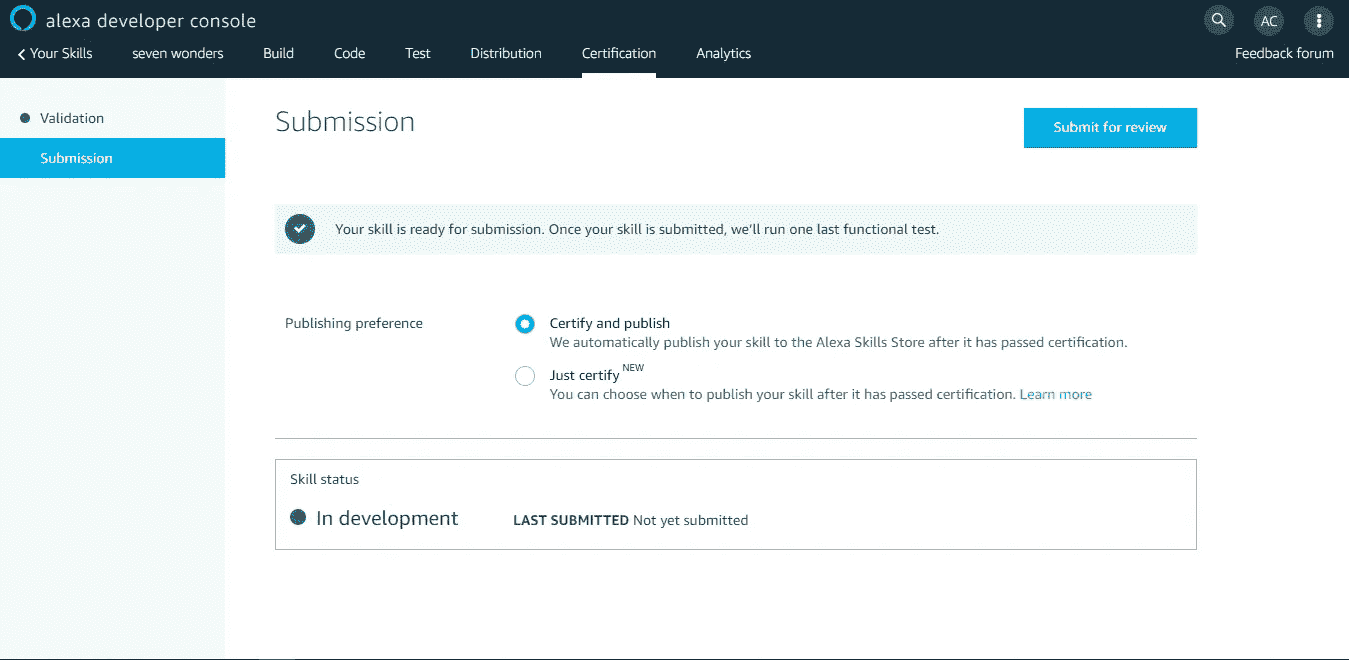 alexa developer console
AC
Your Skills
seven wonders
Build
Code
Test
Distribution
Certification
Analytics
Feedback forum
Validation
Submission
Submission
Submit for review
Your skill is ready for submission. Once your skill is submitted, we'll run one last functional test.
Publishing preference
Certify and publish
We automatically publish your skill to the Alexa Skills Store after it has passed certification.
Just certify NEW
You can choose when to publish your skill after it has passed certification. Learn more
Skill status
In development
LAST SUBMITTED Not yet submitted